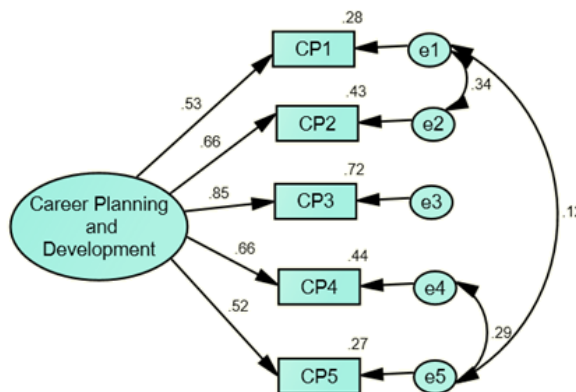 .28
CP1
e1
.53
.34
.43
CP2
e2
.66
.72
CP3
e3
.85
Career Planning
and
Development
.66
.44
CP4
e4
.52
.29
.27
CP5
e5